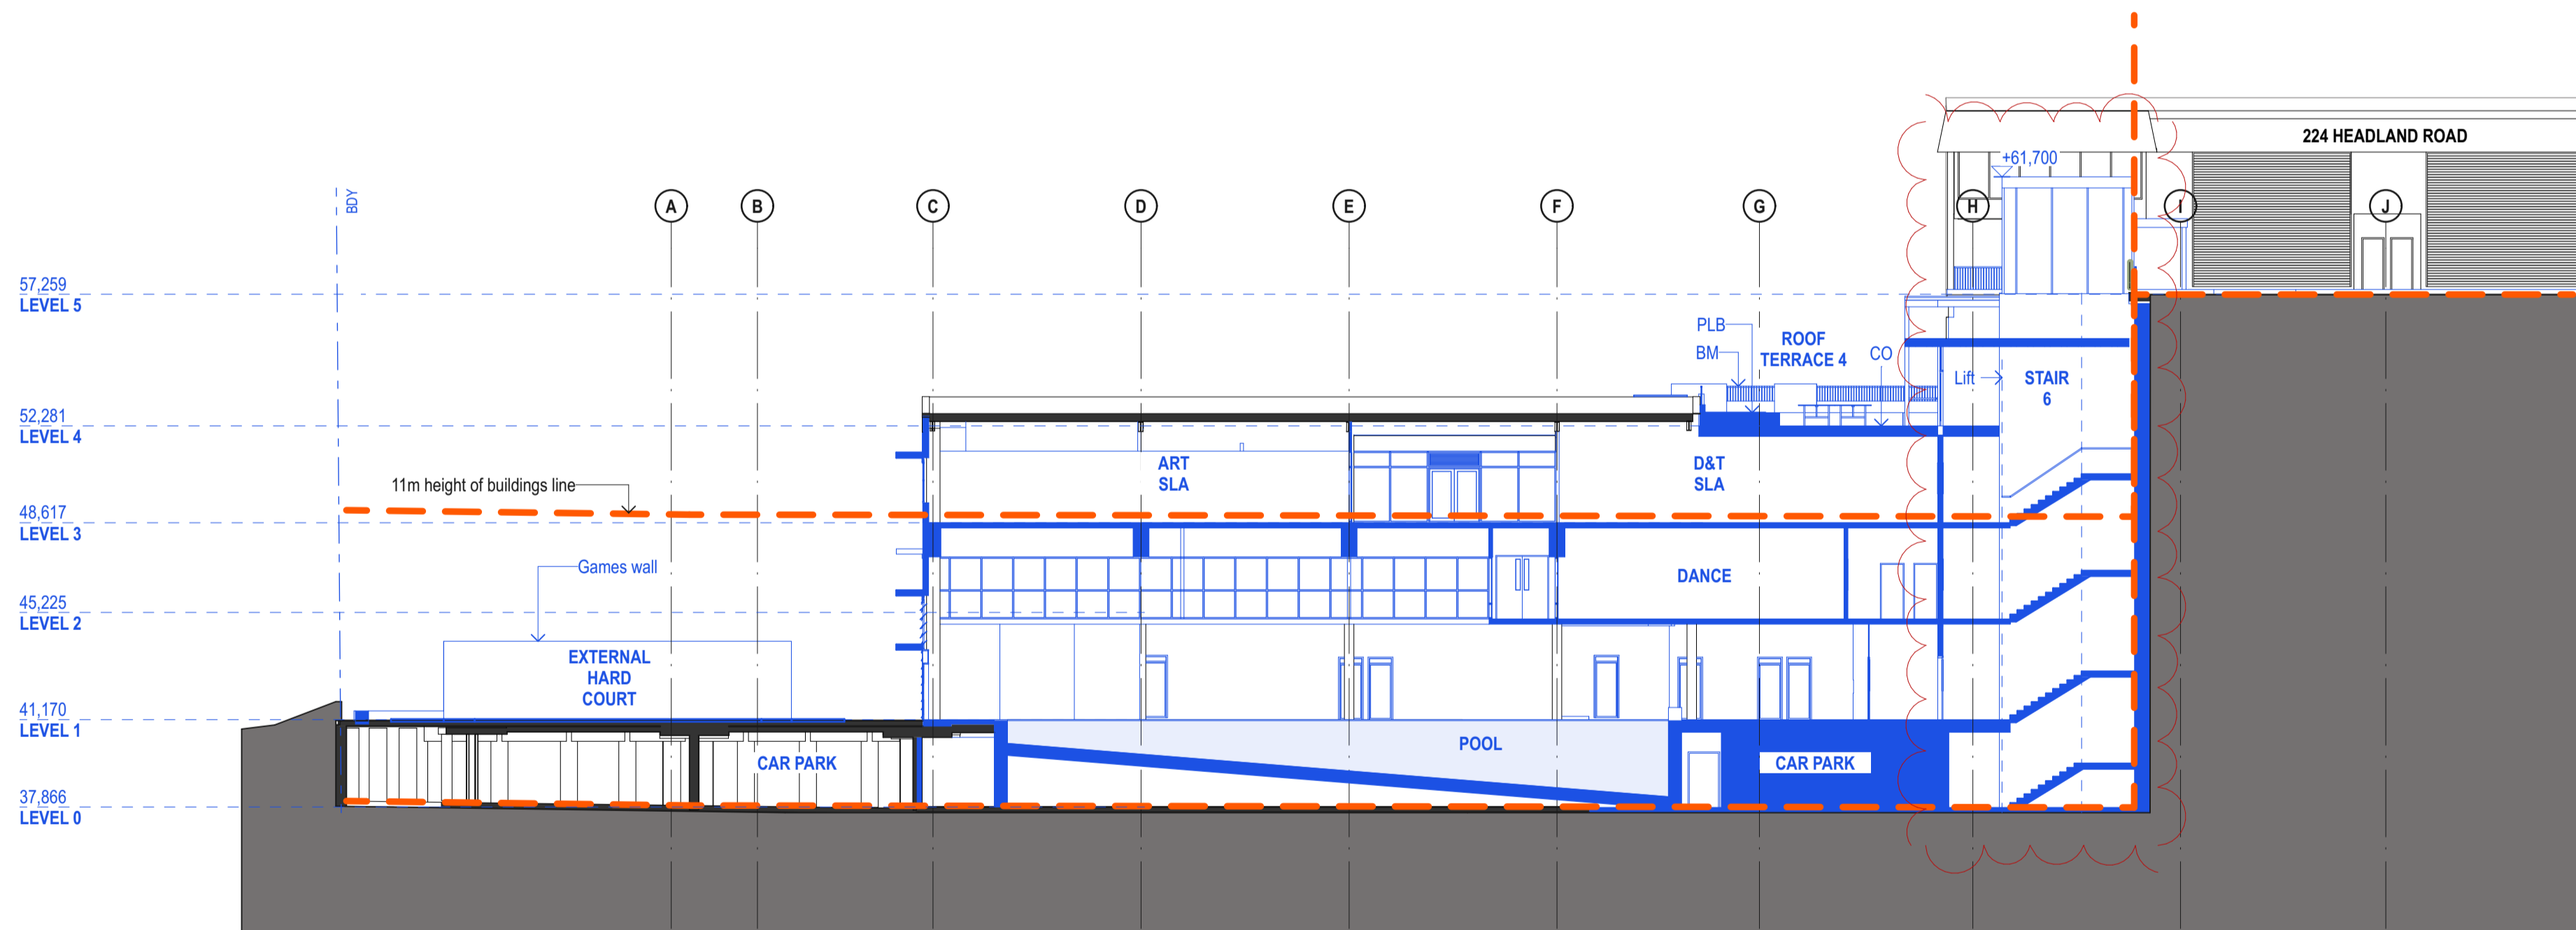 224 HEADLAND ROAD
+61,700
BDY
A
B
C
D
E
F
G
H
I
J
57,259
LEVEL 5
PLB
BM
ROOF
TERRACE 4
CO
Lift
STAIR
6
52,281
LEVEL 4
ART
SLA
D&T
SLA
11m height of buildings line
48,617
LEVEL 3
Games wall
DANCE
45,225
LEVEL 2
EXTERNAL
HARD
COURT
41,170
LEVEL 1
POOL
CAR PARK
CAR PARK
37,866
LEVEL 0